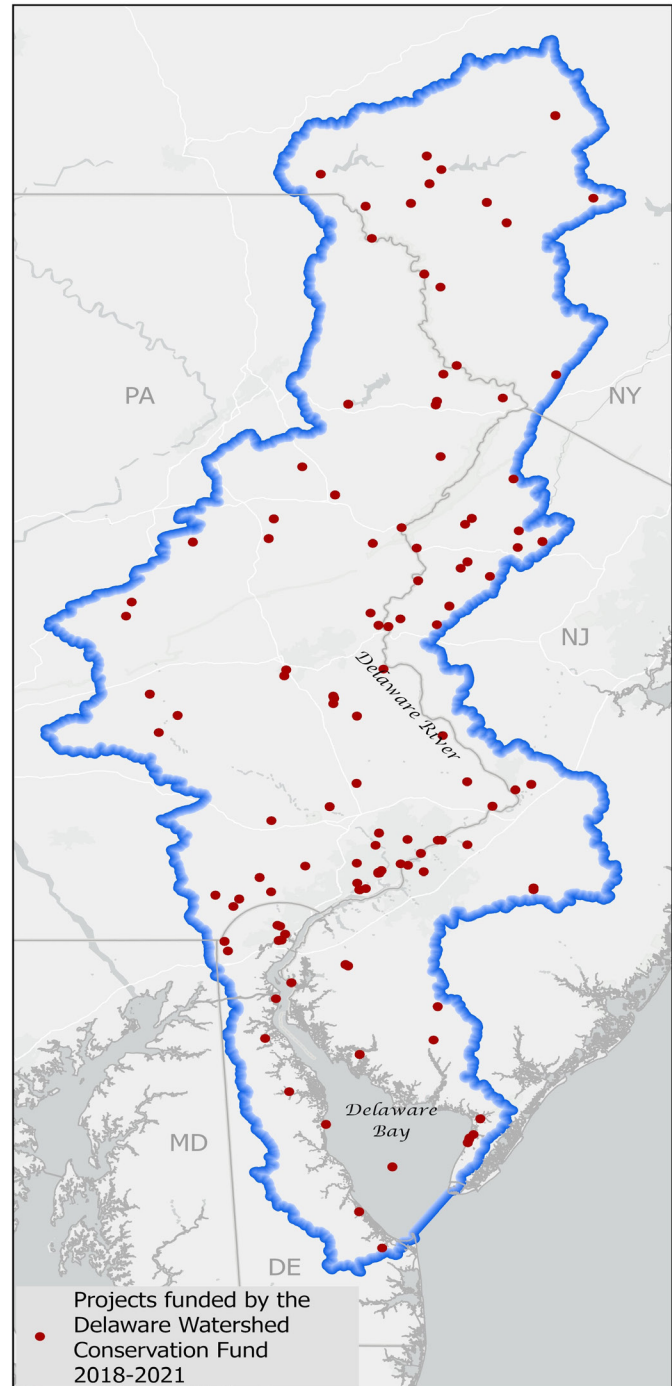 PA
NY
NJ
Delaware River
Delaware
Bay
MD
DE
Projects funded by the
Delaware Watershed
Conservation Fund
2018-2021